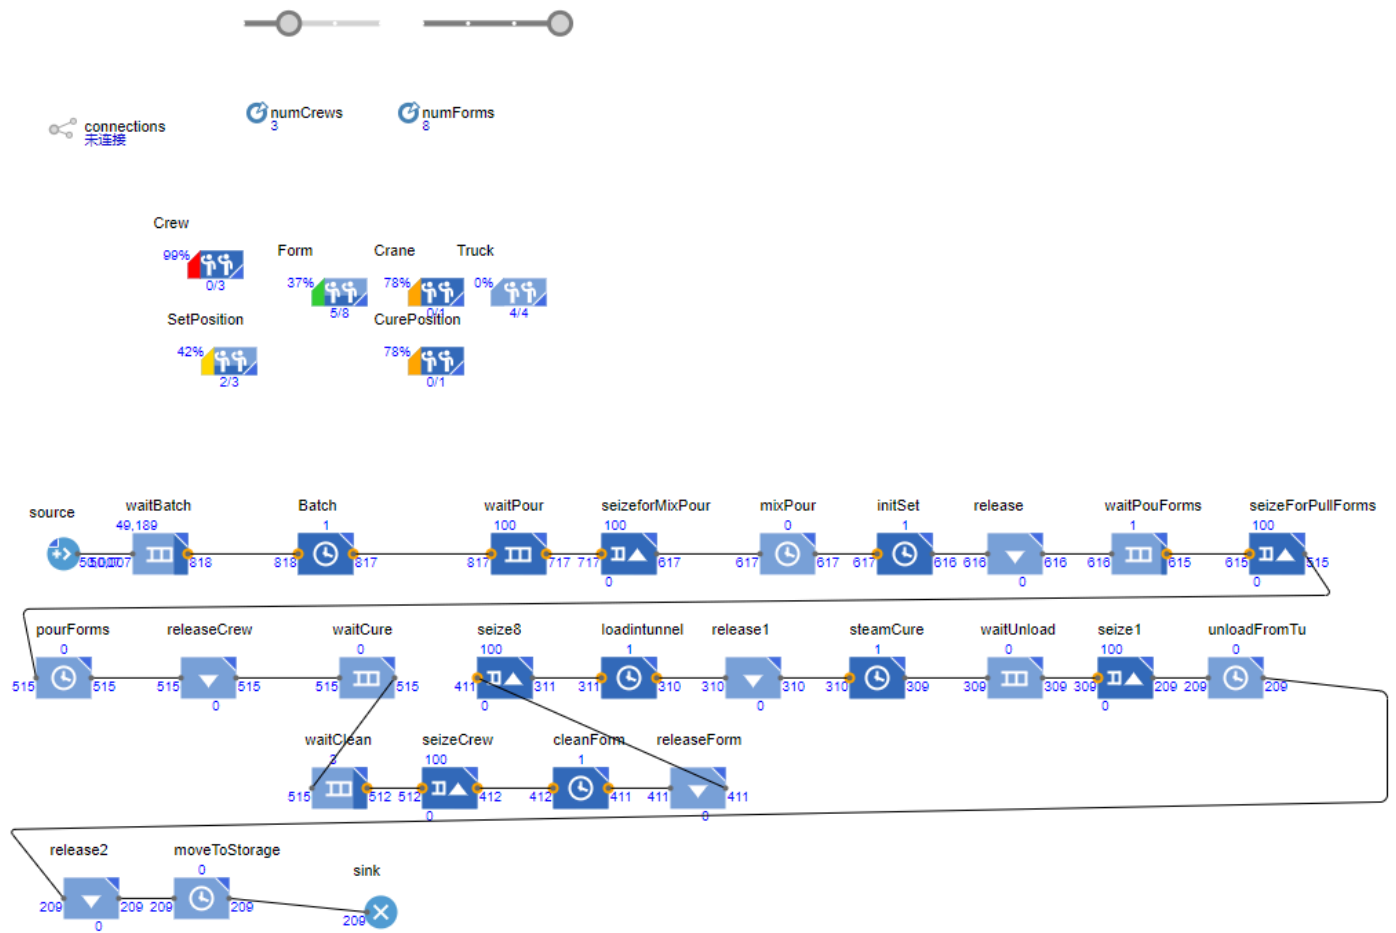 numCrews
3
numForms
8
connections
未连接
Crew
99%
0/3
Form
37%
5/8
Crane
78%
0/1
Truck
0%
4/4
SetPosition
42%
2/3
CurePosition
78%
0/1
source
waitBatch
49,189
818
Batch
1
818
817
waitPour
100
817
717
seizeforMixPour
100
717
617
0
mixPour
0
617
617
initSet
1
617
616
release
616
616
0
waitPouForms
1
616
615
seizeForPullForms
100
615
515
0
pourForms
0
515
515
releaseCrew
515
515
0
waitCure
0
515
515
seize8
100
411
311
0
loadintunnel
1
311
310
release1
310
310
0
steamCure
1
310
309
waitUnload
0
309
309
seize1
100
309
209
0
unloadFromTu
0
209
209
waitClean
3
515
512
seizeCrew
100
512
412
0
cleanForm
1
412
411
releaseForm
411
411
0
release2
209
209
0
moveToStorage
0
209
209
sink
209